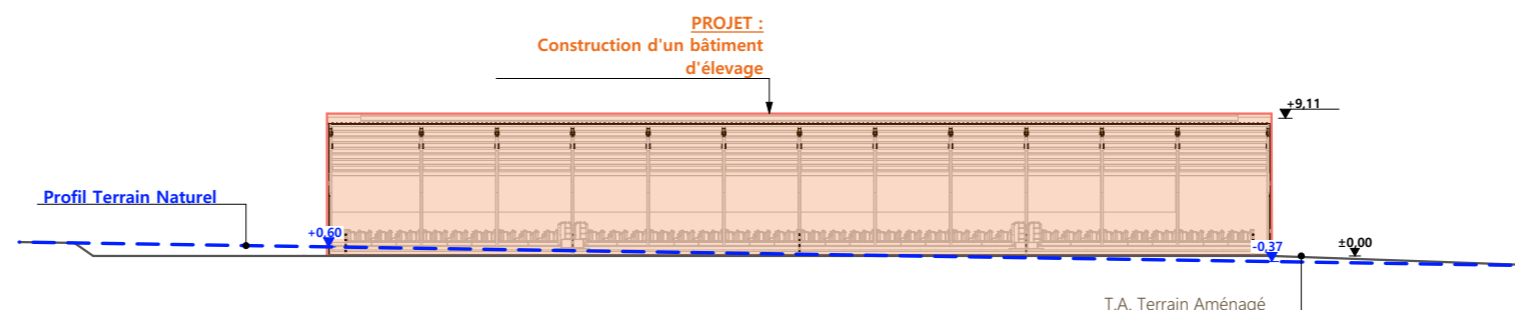 PROJET :
Construction d'un bâtiment
d'élevage
+9,11
Profil Terrain Naturel
+0,60
-0,37
±0,00
T.A. Terrain Aménagé